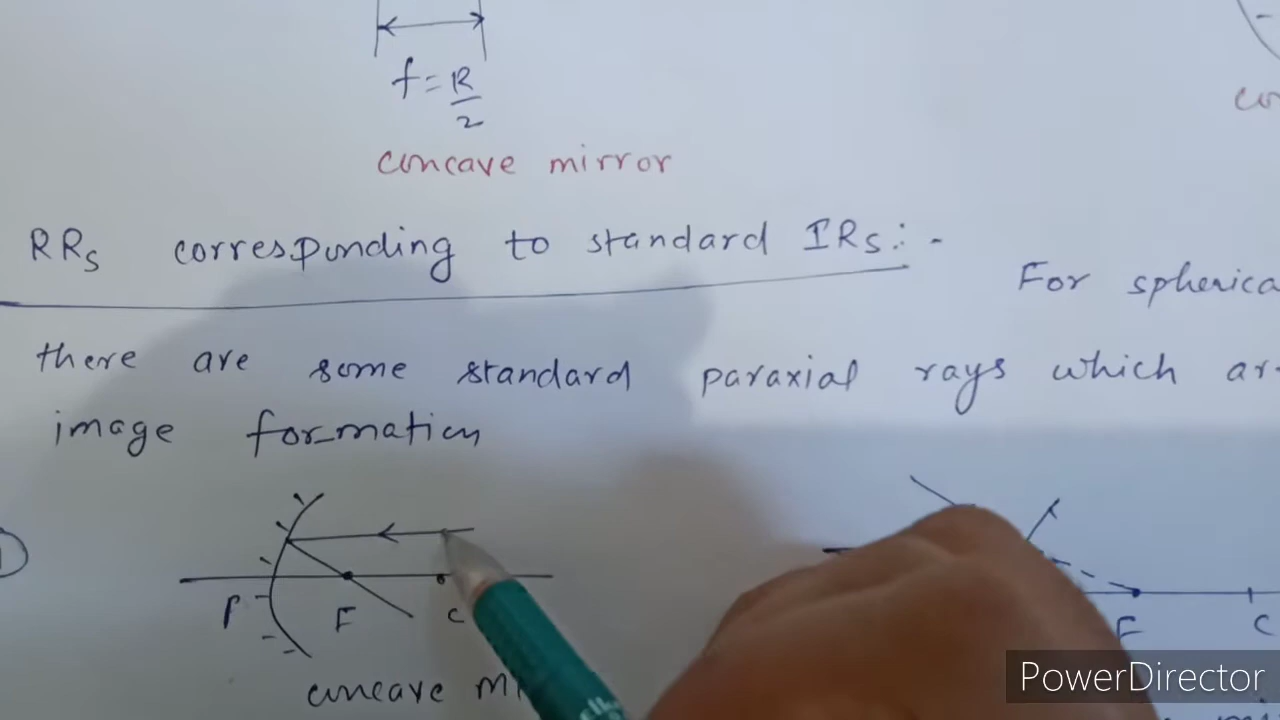 f = R/2
concave mirror
RRs corresponding to standard IRs:-
For spherica
there are some standard paraxial rays which ar
image formation
P F C
F C
concave m
PowerDirector